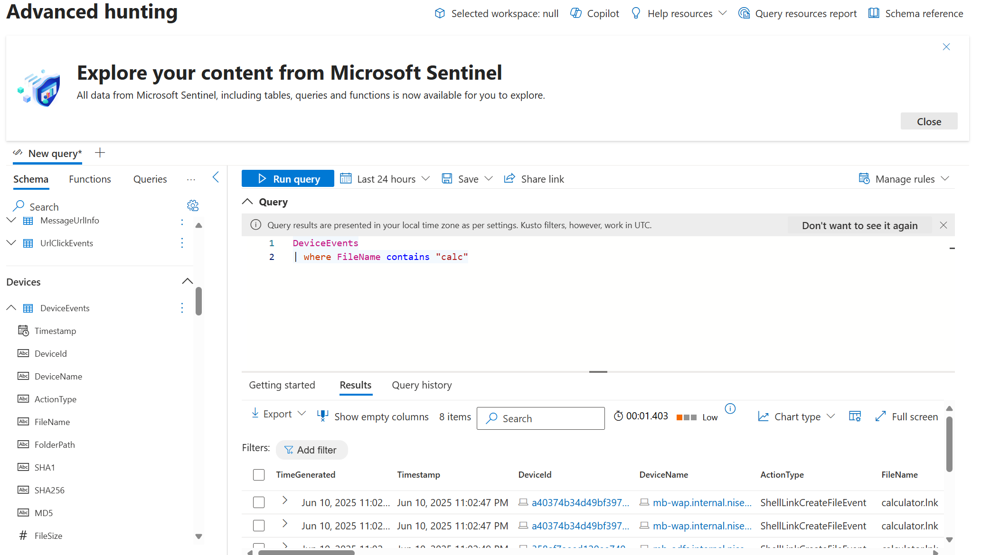 Advanced hunting
Selected workspace: null
Copilot
Help resources
Query resources report
Schema reference
Explore your content from Microsoft Sentinel
All data from Microsoft Sentinel, including tables, queries and functions is now available for you to explore.
Close
New query*
Schema
Functions
Queries
...
Search
MessageUrlInfo
UrlClickEvents
Devices
DeviceEvents
Timestamp
Abc DeviceId
Abc DeviceName
Abc ActionType
Abc FileName
Abc FolderPath
Abc SHA1
Abc SHA256
Abc MD5
# FileSize
Run query
Last 24 hours
Save
Share link
Manage rules
Query
Query results are presented in your local time zone as per settings. Kusto filters, however, work in UTC.
Don't want to see it again
1 DeviceEvents
2 | where FileName contains "calc"
Getting started
Results
Query history
Export
Show empty columns
8 items
Search
00:01.403
Low
Chart type
Full screen
Filters:
Add filter
TimeGenerated Timestamp DeviceId DeviceName ActionType FileName
Jun 10, 2025 11:02... Jun 10, 2025 11:02:47 PM a40374b34d49bf397... mb-wap.internal.nise... ShellLinkCreateFileEvent calculator.lnk
Jun 10, 2025 11:02... Jun 10, 2025 11:02:47 PM a40374b34d49bf397... mb-wap.internal.nise... ShellLinkCreateFileEvent calculator.lnk